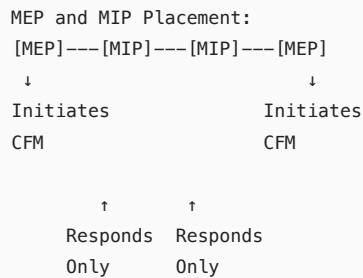 MEP and MIP Placement:
[MEP]---[MIP]---[MIP]---[MEP]
↓ ↓
Initiates Initiates
CFM CFM
↑ ↑
Responds Responds
Only Only